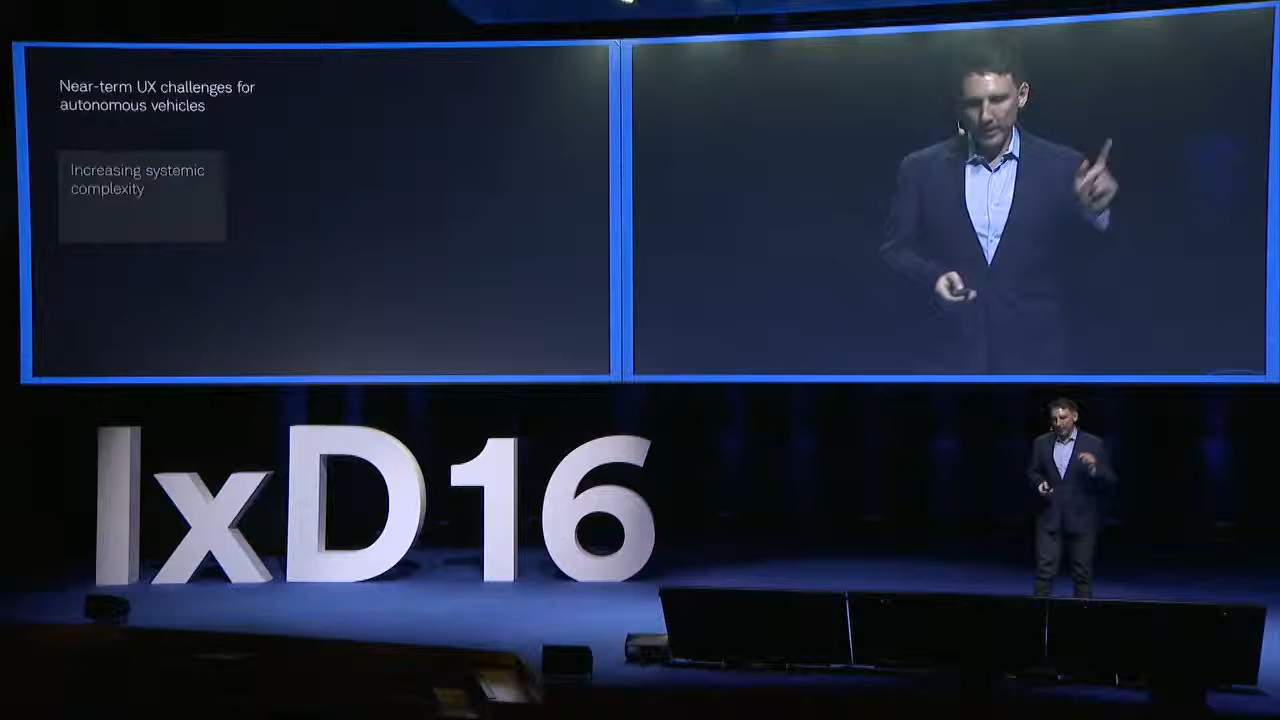 Near-term UX challenges for
autonomous vehicles
Increasing systemic
complexity
IxD16